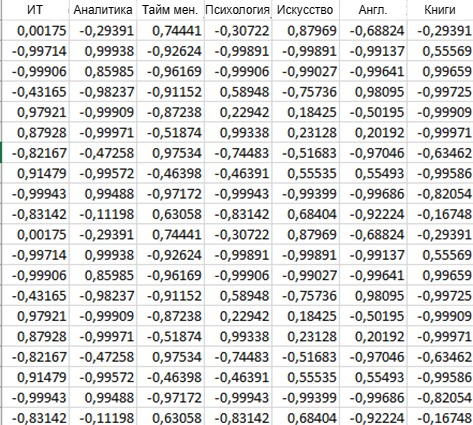 ИТ Аналитика Тайм мен. Психология Искусство Англ. Книги
0,00175 -0,29391 0,74441 -0,30722 0,87969 -0,68824 -0,29391
-0,99714 0,99938 -0,92624 -0,99891 -0,99891 -0,99137 0,55569
-0,99906 0,85985 -0,96169 -0,99906 -0,99027 -0,99641 0,99659
-0,43165 -0,98237 -0,91152 0,58948 -0,75736 0,98095 -0,99725
0,97921 -0,99909 -0,87238 0,22942 0,18425 -0,50195 -0,99909
0,87928 -0,99971 -0,51874 0,99338 0,23128 0,20192 -0,99971
-0,82167 -0,47258 0,97534 -0,74483 -0,51683 -0,97046 -0,63462
0,91479 -0,99572 -0,46398 -0,46391 0,55535 0,55493 -0,99586
-0,99943 0,99488 -0,97172 -0,99943 -0,99399 -0,99686 -0,82054
-0,83142 -0,11198 0,63058 -0,83142 0,68404 -0,92224 -0,16748
0,00175 -0,29391 0,74441 -0,30722 0,87969 -0,68824 -0,29391
-0,99714 0,99938 -0,92624 -0,99891 -0,99891 -0,99137 0,55569
-0,99906 0,85985 -0,96169 -0,99906 -0,99027 -0,99641 0,99659
-0,43165 -0,98237 -0,91152 0,58948 -0,75736 0,98095 -0,99725
0,97921 -0,99909 -0,87238 0,22942 0,18425 -0,50195 -0,99909
0,87928 -0,99971 -0,51874 0,99338 0,23128 0,20192 -0,99971
-0,82167 -0,47258 0,97534 -0,74483 -0,51683 -0,97046 -0,63462
0,91479 -0,99572 -0,46398 -0,46391 0,55535 0,55493 -0,99586
-0,99943 0,99488 -0,97172 -0,99943 -0,99399 -0,99686 -0,82054
-0,83142 -0,11198 0,63058 -0,83142 0,68404 -0,92224 -0,16748